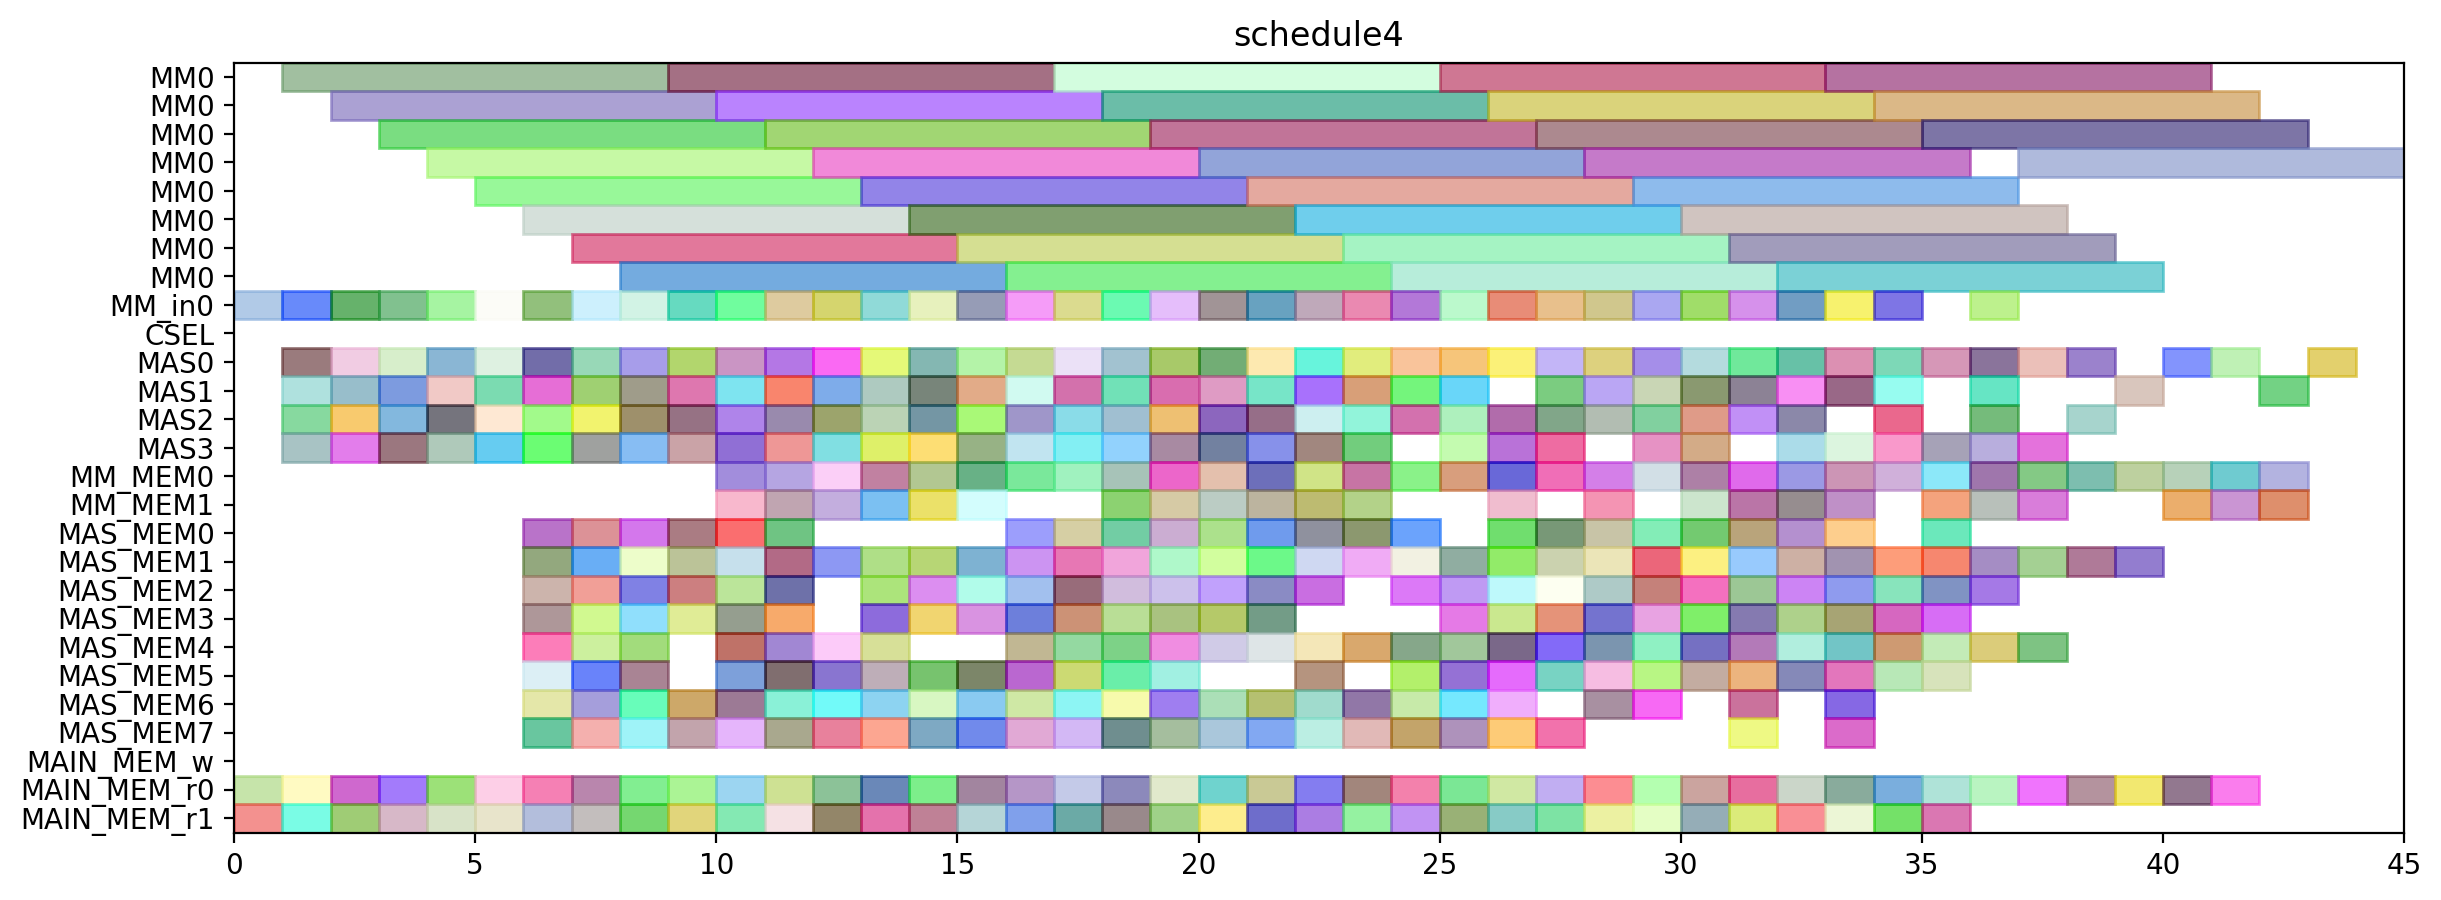 schedule4
MM0
MM0
MM0
MM0
MM0
MM0
MM0
MM0
MM_in0
CSEL
MAS0
MAS1
MAS2
MAS3
MM_MEM0
MM_MEM1
MAS_MEM0
MAS_MEM1
MAS_MEM2
MAS_MEM3
MAS_MEM4
MAS_MEM5
MAS_MEM6
MAS_MEM7
MAIN_MEM_w
MAIN_MEM_r0
MAIN_MEM_r1
0 5 10 15 20 25 30 35 40 45